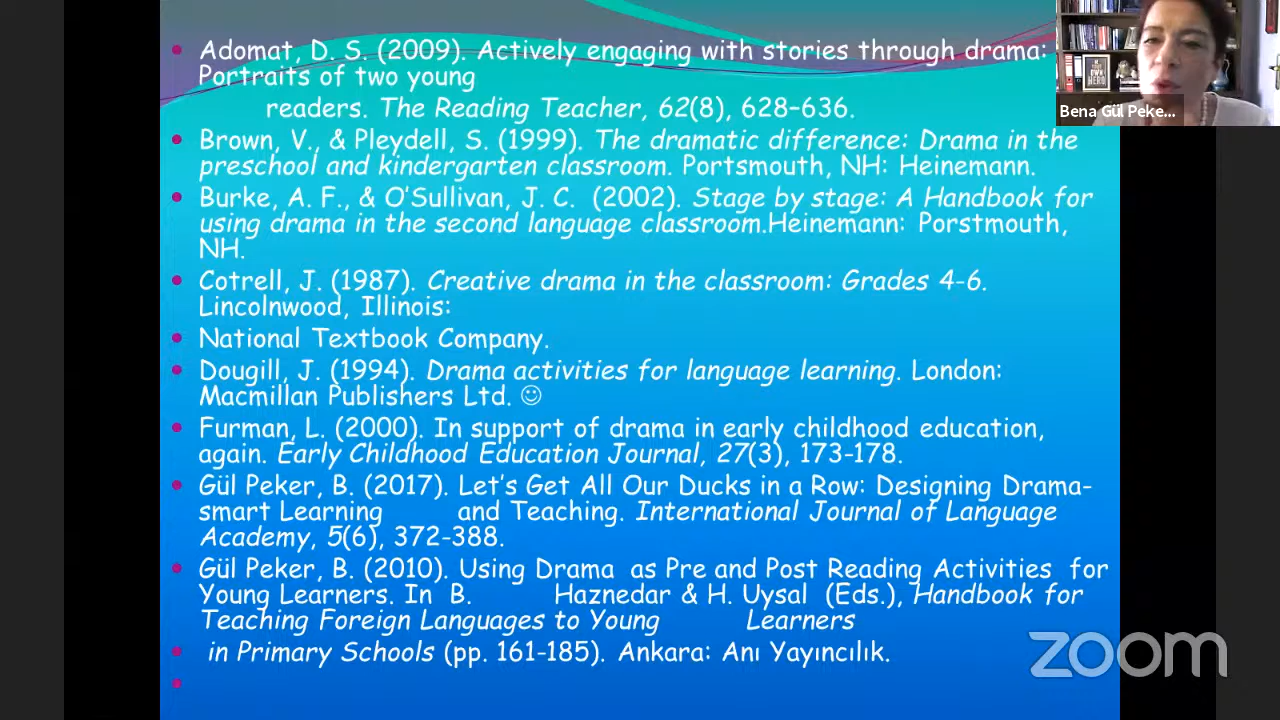 Adomat, D. S. (2009). Actively engaging with stories through drama:
Portraits of two young
readers. The Reading Teacher, 62(8), 628–636.
Brown, V., & Pleydell, S. (1999). The dramatic difference: Drama in the
preschool and kindergarten classroom. Portsmouth, NH: Heinemann.
Burke, A. F., & O'Sullivan, J. C. (2002). Stage by stage: A Handbook for
using drama in the second language classroom.Heinemann: Porstmouth,
NH.
Cotrell, J. (1987). Creative drama in the classroom: Grades 4-6.
Lincolnwood, Illinois:
National Textbook Company.
Dougill, J. (1994). Drama activities for language learning. London:
Macmillan Publishers Ltd. ☺
Furman, L. (2000). In support of drama in early childhood education,
again. Early Childhood Education Journal, 27(3), 173-178.
Gül Peker, B. (2017). Let's Get All Our Ducks in a Row: Designing Drama-
smart Learning and Teaching. International Journal of Language
Academy, 5(6), 372-388.
Gül Peker, B. (2010). Using Drama as Pre and Post Reading Activities for
Young Learners. In B. Haznedar & H. Uysal (Eds.), Handbook for
Teaching Foreign Languages to Young Learners
in Primary Schools (pp. 161-185). Ankara: Anı Yayıncılık.
Bena Gül Peke...
OWN
HERO
zoom